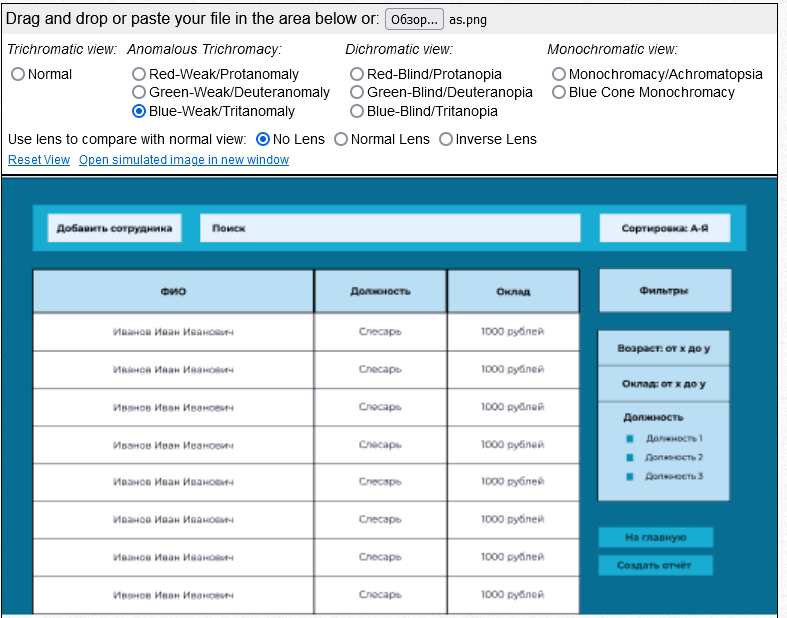 Drag and drop or paste your file in the area below or: Обзор... as.png
Trichromatic view: Anomalous Trichromacy: Dichromatic view: Monochromatic view:
Normal Red-Weak/Protanomaly Red-Blind/Protanopia Monochromacy/Achromatopsia
Green-Weak/Deuteranomaly Green-Blind/Deuteranopia Blue Cone Monochromacy
Blue-Weak/Tritanomaly Blue-Blind/Tritanopia
Use lens to compare with normal view: No Lens Normal Lens Inverse Lens
Reset View Open simulated image in new window
Добавить сотрудника Поиск Сортировка: А-Я
ФИО Должность Оклад Фильтры
Иванов Иван Иванович Слесарь 1000 рублей
Возраст: от x до y
Иванов Иван Иванович Слесарь 1000 рублей
Оклад: от x до y
Иванов Иван Иванович Слесарь 1000 рублей
Должность
Должность 1
Иванов Иван Иванович Слесарь 1000 рублей
Должность 2
Должность 3
Иванов Иван Иванович Слесарь 1000 рублей
Иванов Иван Иванович Слесарь 1000 рублей
На главную
Иванов Иван Иванович Слесарь 1000 рублей
Создать отчёт
Иванов Иван Иванович Слесарь 1000 рублей